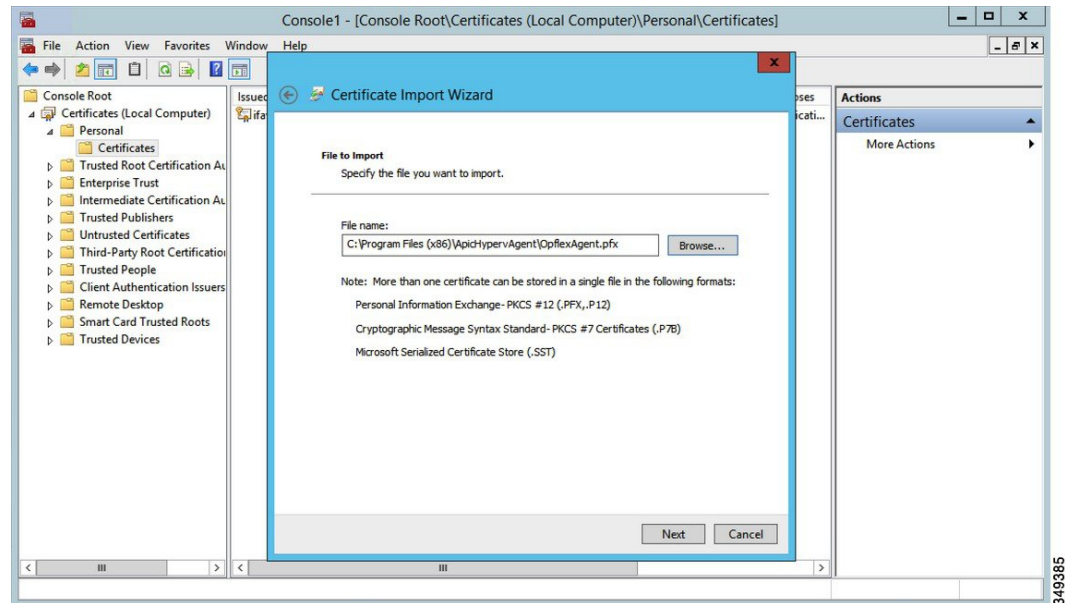 Console1 - [Console Root\Certificates (Local Computer)\Personal\Certificates]
File Action View Favorites Window Help
Console Root
Certificates (Local Computer)
Personal
Certificates
Trusted Root Certification Au
Enterprise Trust
Intermediate Certification Au
Trusted Publishers
Untrusted Certificates
Third-Party Root Certification
Trusted People
Client Authentication Issuers
Remote Desktop
Smart Card Trusted Roots
Trusted Devices
Issued
ifa
Certificate Import Wizard
File to Import
Specify the file you want to import.
File name:
C:\Program Files (x86)\ApicHypervAgent\OpflexAgent.pfx
Browse...
Note: More than one certificate can be stored in a single file in the following formats:
Personal Information Exchange- PKCS #12 (.PFX,.P12)
Cryptographic Message Syntax Standard- PKCS #7 Certificates (.P7B)
Microsoft Serialized Certificate Store (.SST)
Next
Cancel
oses
icati...
Actions
Certificates
More Actions
349385